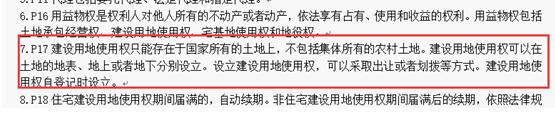 6.P16 用益物权是权利人对他人所有的不动产或者动产，依法享有占有、使用和收益的权利。用益物权包括
土地承包经营权、建设用地使用权、宅基地使用权和地役权。
7.P17 建设用地使用权只能存在于国家所有的土地上，不包括集体所有的农村土地。建设用地使用权可以在
土地的地表、地上或者地下分别设立。设立建设用地使用权，可以采取出让或者划拨等方式。建设用地使
用权自登记时设立。
8.P18 住宅建设用地使用权期间届满的，自动续期。非住宅建设用地使用权期间届满后的续期，依照法律规